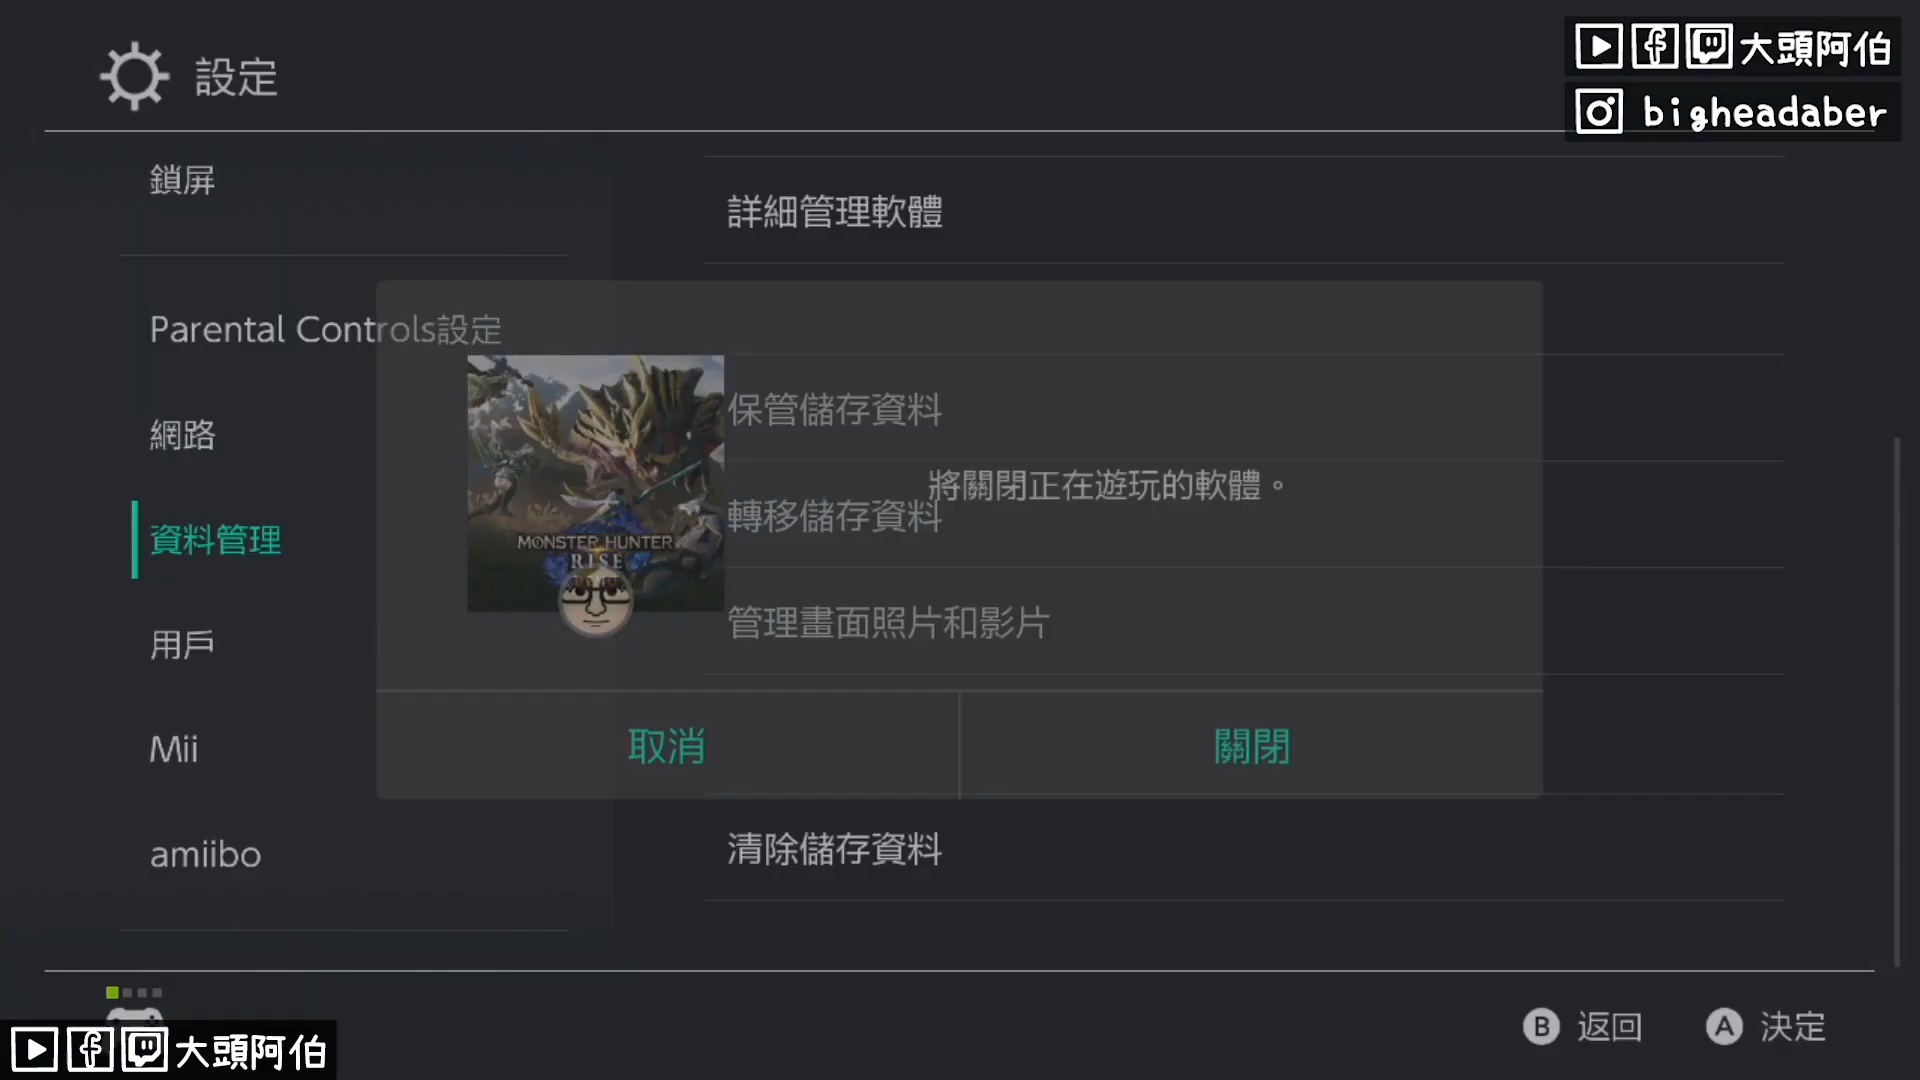 設定
大頭阿伯
bigheadaber
鎖屏
Parental Controls設定
網路
資料管理
用戶
Mii
amiibo
詳細管理軟體
保管儲存資料
轉移儲存資料
管理畫面照片和影片
清除儲存資料
MONSTER HUNTER
RISE
將關閉正在遊玩的軟體。
取消
關閉
B 返回
A 決定
大頭阿伯